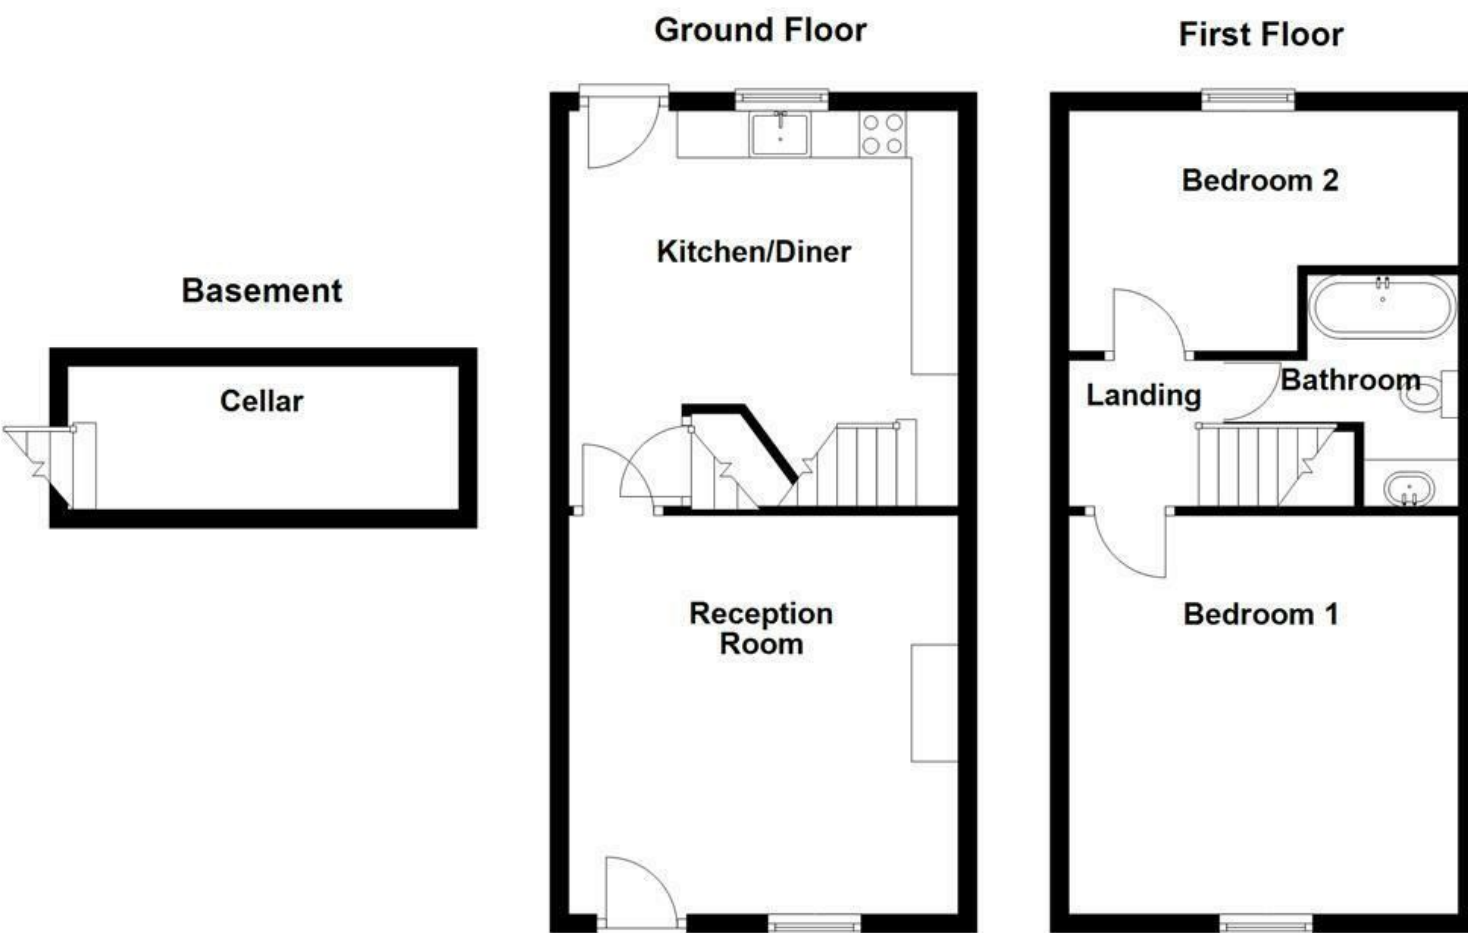 Basement
Cellar
Ground Floor
Kitchen/Diner
Reception
Room
First Floor
Bedroom 2
Landing
Bathroom
Bedroom 1